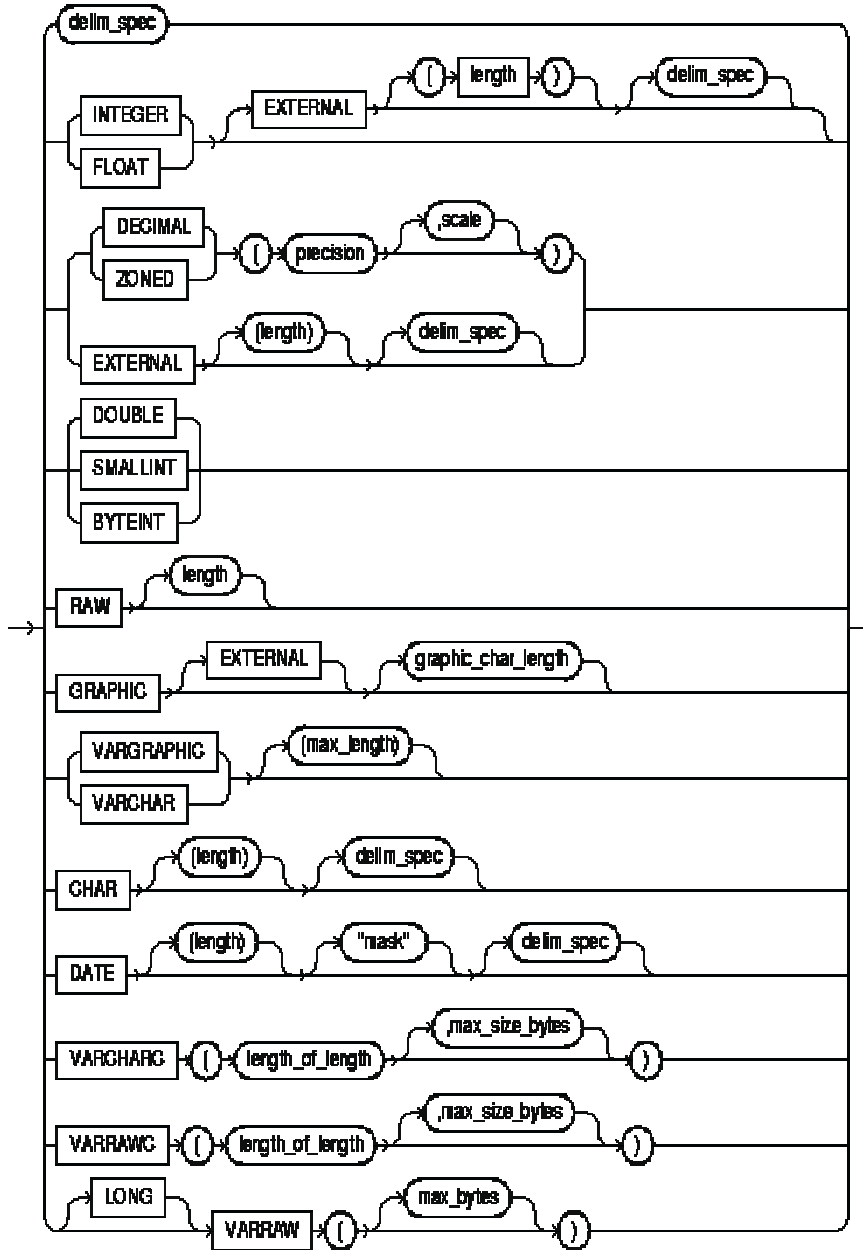 delim_spec
( length ) delim_spec
INTEGER EXTERNAL
FLOAT
DECIMAL ,scale
( precision )
ZONED
(length) delim_spec
EXTERNAL
DOUBLE
SMALLINT
BYTEINT
length
RAW
EXTERNAL graphic_char_length
GRAPHIC
VARGRAPHIC (max_length)
VARCHAR
(length) delim_spec
CHAR
(length) "mask" delim_spec
DATE
,max_size_bytes
VARCHARC ( length_of_length )
,max_size_bytes
VARRAWC ( length_of_length )
LONG max_bytes
VARRAW ( )